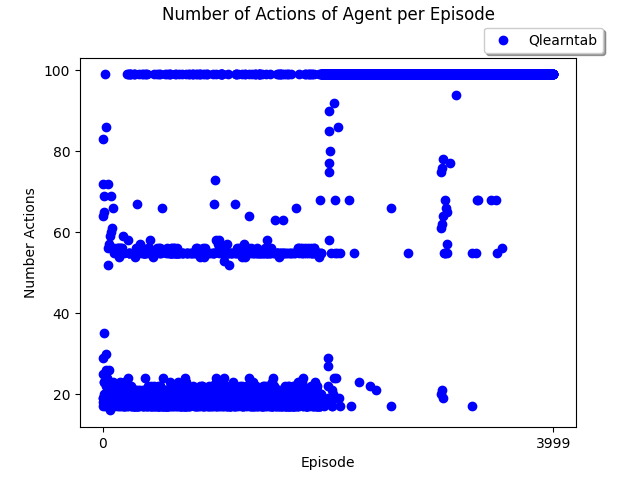 Number of Actions of Agent per Episode
Qlearntab
100
80
60
40
20
Number Actions
0
3999
Episode